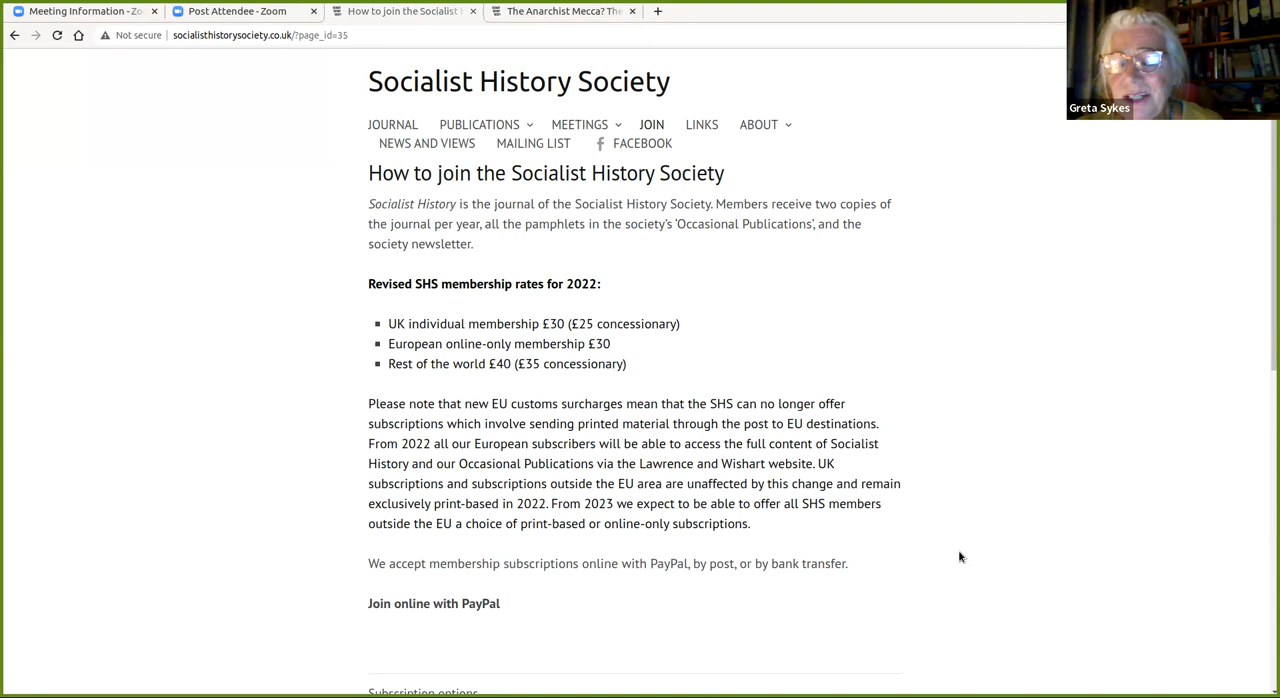 Meeting Information - Zo
Post Attendee - Zoom
How to join the Socialist
The Anarchist Mecca? The
Not secure
socialisthistorysociety.co.uk/?page_id=35
Greta Sykes
Socialist History Society
JOURNAL PUBLICATIONS MEETINGS JOIN LINKS ABOUT
NEWS AND VIEWS MAILING LIST FACEBOOK
How to join the Socialist History Society
Socialist History is the journal of the Socialist History Society. Members receive two copies of
the journal per year, all the pamphlets in the society's 'Occasional Publications', and the
society newsletter.
Revised SHS membership rates for 2022:
UK individual membership £30 (£25 concessionary)
European online-only membership £30
Rest of the world £40 (£35 concessionary)
Please note that new EU customs surcharges mean that the SHS can no longer offer
subscriptions which involve sending printed material through the post to EU destinations.
From 2022 all our European subscribers will be able to access the full content of Socialist
History and our Occasional Publications via the Lawrence and Wishart website. UK
subscriptions and subscriptions outside the EU area are unaffected by this change and remain
exclusively print-based in 2022. From 2023 we expect to be able to offer all SHS members
outside the EU a choice of print-based or online-only subscriptions.
We accept membership subscriptions online with PayPal, by post, or by bank transfer.
Join online with PayPal
Subscription options